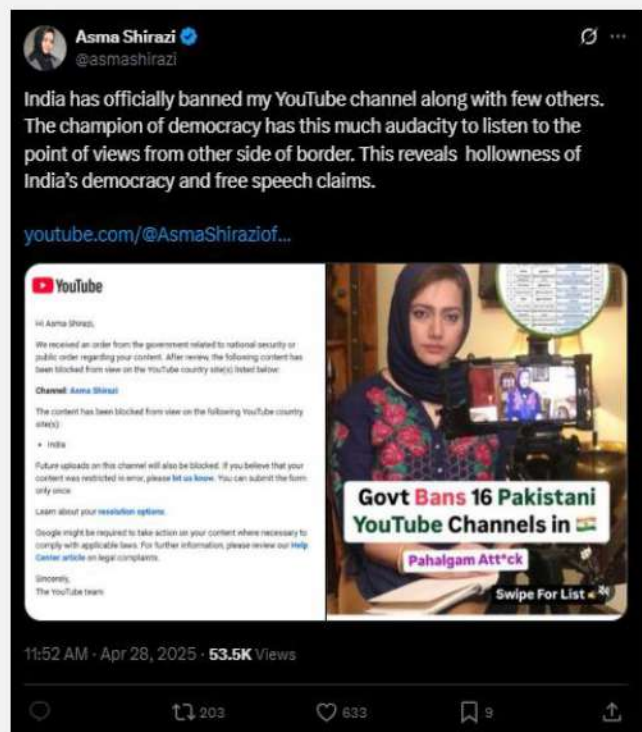 Asma Shirazi
@asmashirazi
India has officially banned my YouTube channel along with few others.
The champion of democracy has this much audacity to listen to the
point of views from other side of border. This reveals hollowness of
India's democracy and free speech claims.
youtube.com/@AsmaShiraziof...
YouTube
Hi Asma Shirazi,
We received an order from the government related to national security or
public order regarding your content. After review, the following content has
been blocked from view on the YouTube country site(s) listed below:
Channel: Asma Shirazi
The content has been blocked from view on the following YouTube country
site(s):
• India
Future uploads on this channel will also be blocked. If you believe that your
content was restricted in error, please let us know. You can submit the form
only once.
Learn about your resolution options.
Google might be required to take action on your content where necessary to
comply with applicable laws. For further information, please review our Help
Center article on legal complaints.
Sincerely,
The YouTube team
Govt Bans 16 Pakistani
YouTube Channels in 🇮🇳
Pahalgam Att*ck
Swipe For List
11:52 AM · Apr 28, 2025 · 53.5K Views
203
633
9